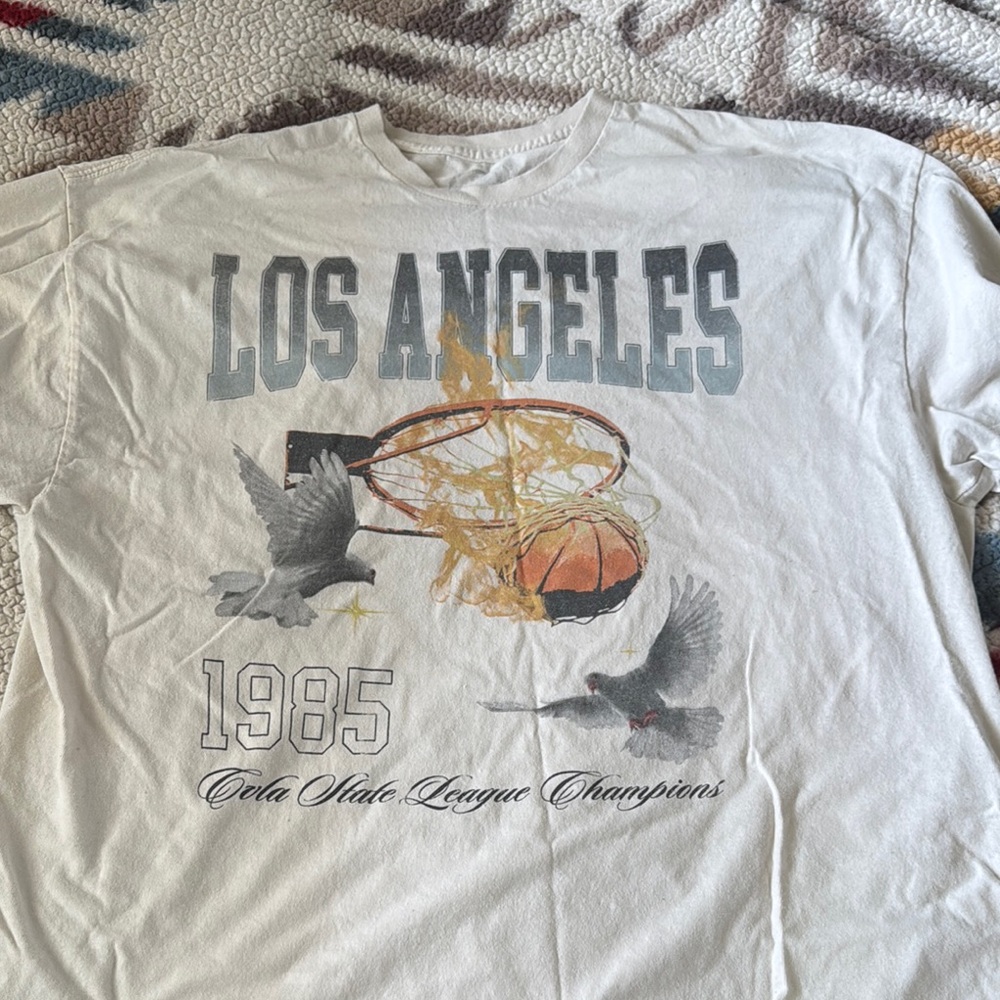 LOS ANGELES
1985
Cola State League Champions